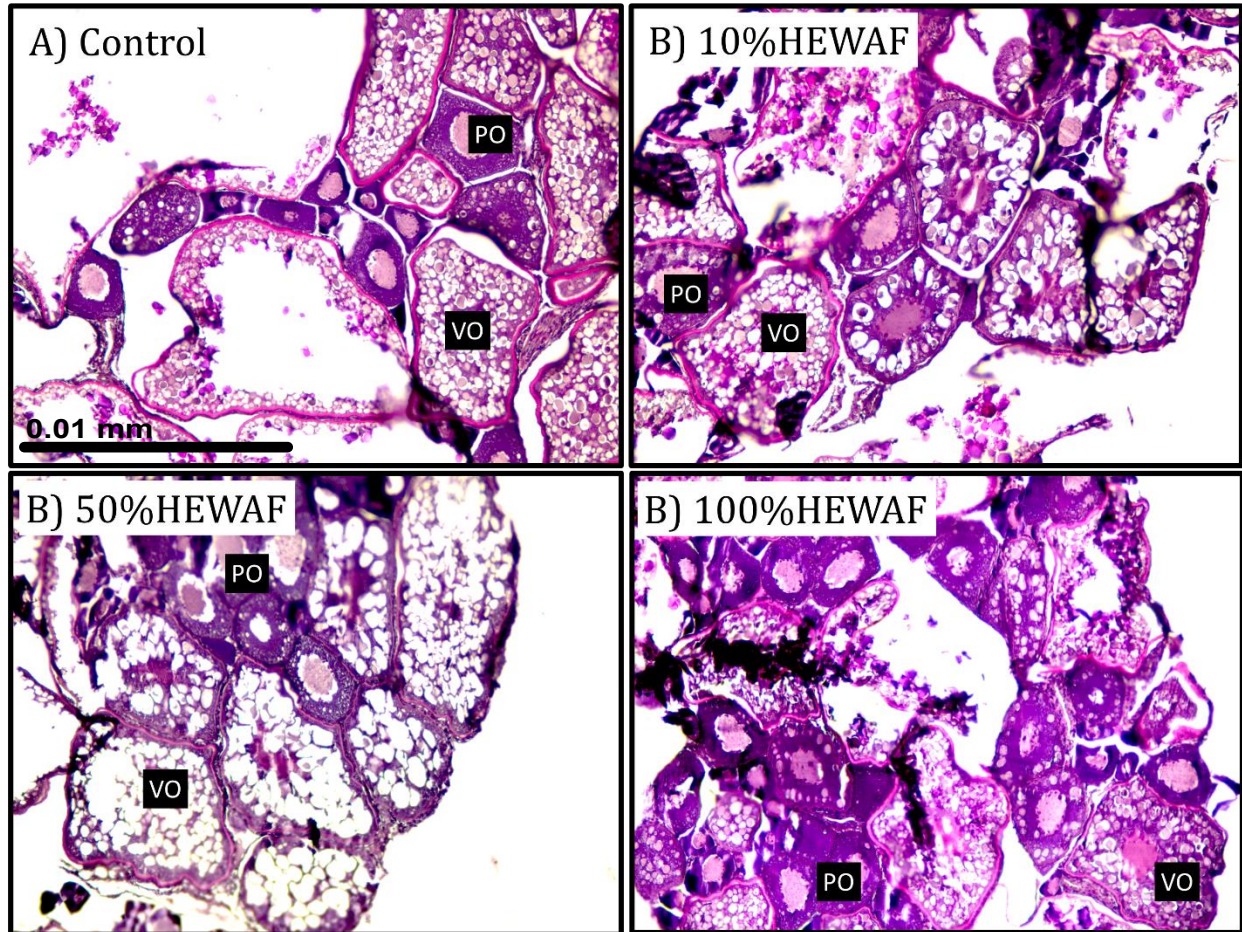 A) Control
PO
VO
0.01 mm
B) 10%HEWAF
PO
VO
B) 50%HEWAF
PO
VO
B) 100%HEWAF
PO
VO